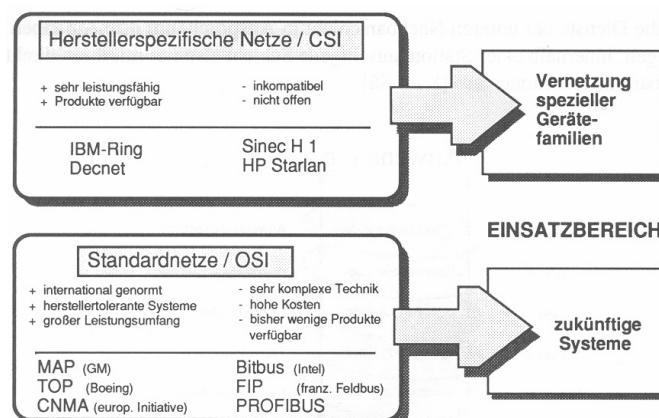 Herstellerspezifische Netze / CSI
+ sehr leistungsfähig
+ Produkte verfügbar
- inkompatibel
- nicht offen
IBM-Ring
Decnet
Sinec H 1
HP Starlan
Vernetzung
spezieller
Geräte-
familien
EINSATZBEREICH
Standardnetze / OSI
+ international genormt
+ herstellertolerante Systeme
+ großer Leistungsumfang
- sehr komplexe Technik
- hohe Kosten
- bisher wenige Produkte
verfügbar
MAP (GM)
TOP (Boeing)
CNMA (europ. Initiative)
Bitbus (Intel)
FIP (franz. Feldbus)
PROFIBUS
zukünftige
Systeme